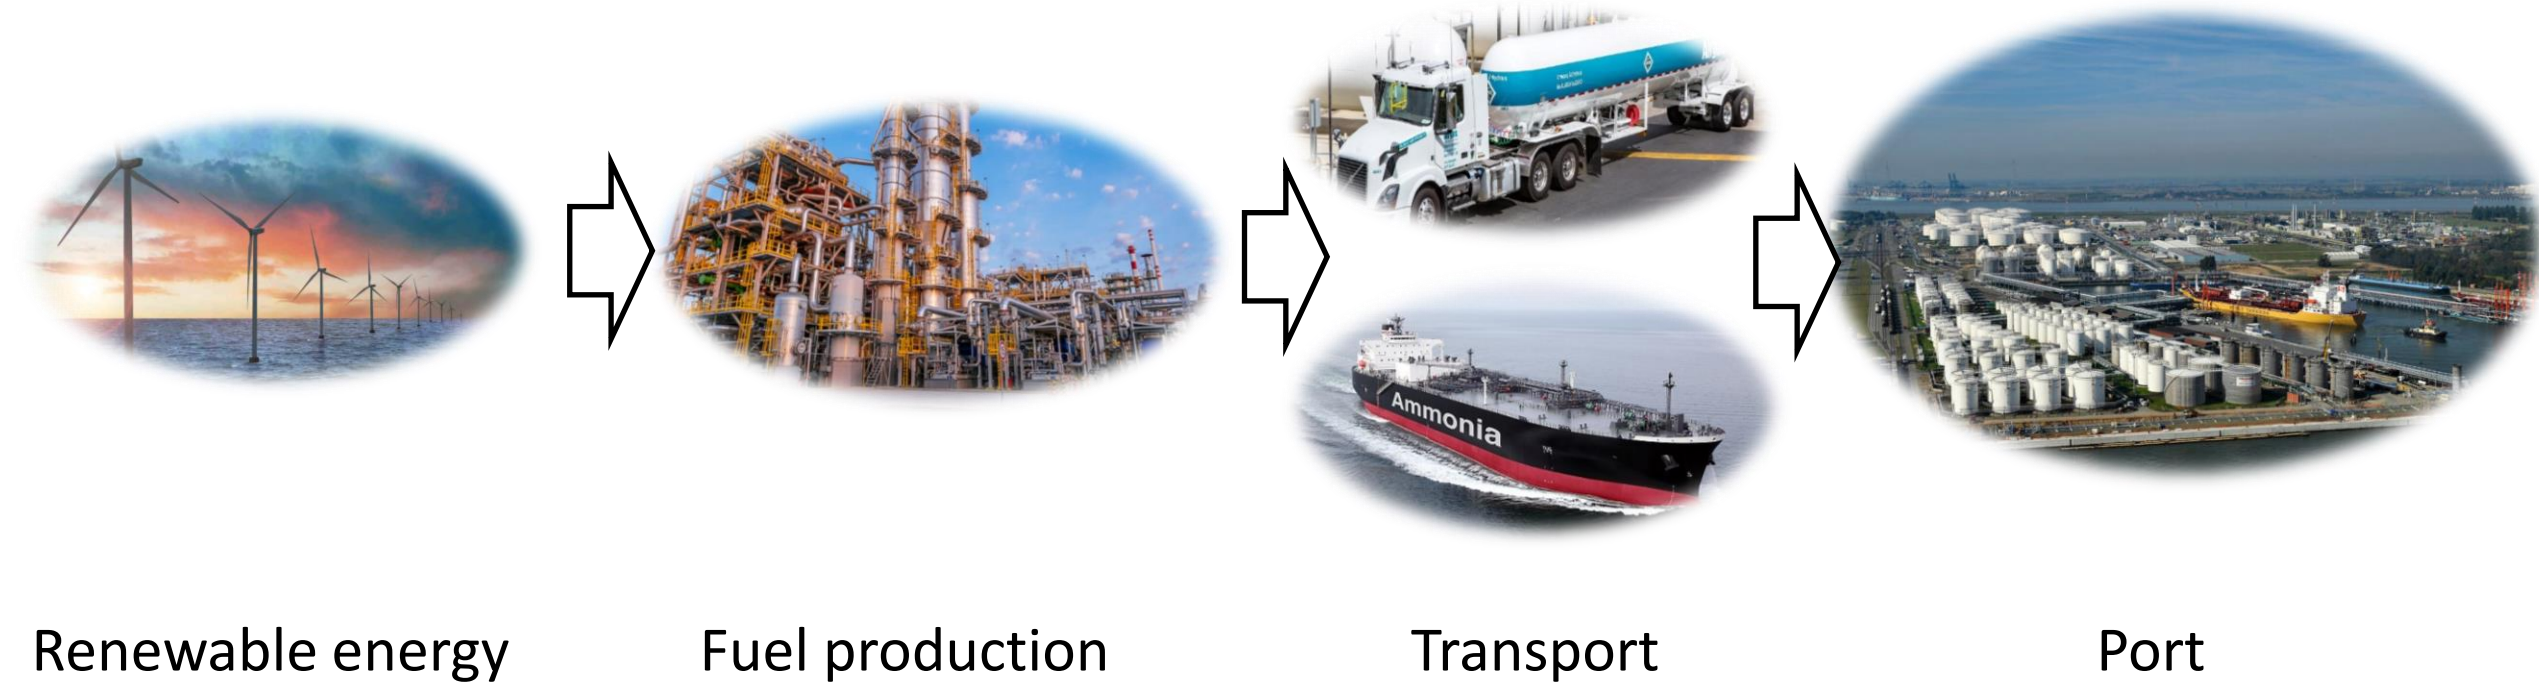 Ammonia
Renewable energy
Fuel production
Transport
Port